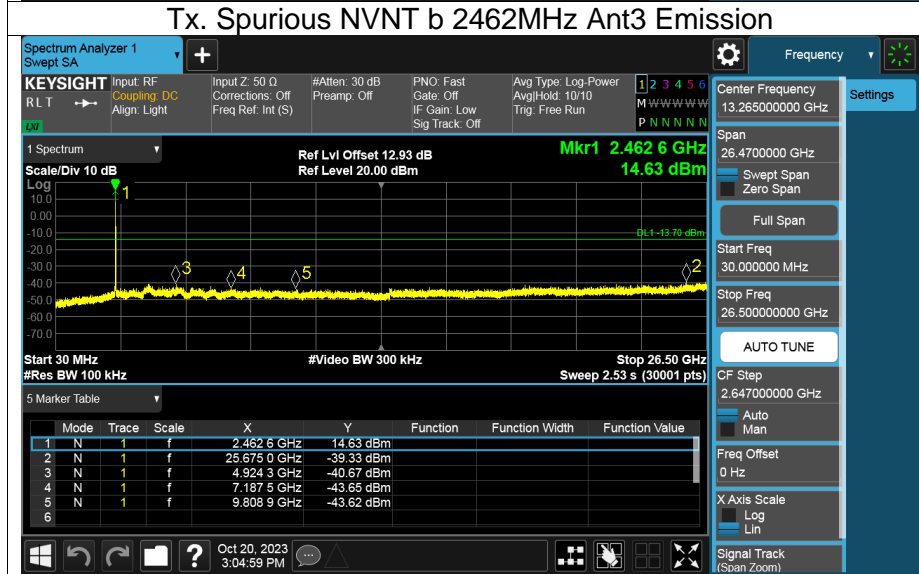 Tx. Spurious NVNT b 2462MHz Ant3 Emission
Spectrum Analyzer 1
Swept SA
+
Frequency
KEYSIGHT
R L T
LXI
Input: RF
Coupling: DC
Align: Light
Input Z: 50 Ω
Corrections: Off
Freq Ref: Int (S)
#Atten: 30 dB
Preamp: Off
PNO: Fast
Gate: Off
IF Gain: Low
Sig Track: Off
Avg Type: Log-Power
Avg|Hold: 10/10
Trig: Free Run
1 2 3 4 5 6
M W W W W W
P N N N N N
Center Frequency
13.265000000 GHz
Settings
Span
26.4700000 GHz
Swept Span
Zero Span
Full Span
Start Freq
30.000000 MHz
Stop Freq
26.500000000 GHz
AUTO TUNE
CF Step
2.647000000 GHz
Auto
Man
Freq Offset
0 Hz
X Axis Scale
Log
Lin
Signal Track
(Span Zoom)
1 Spectrum
Scale/Div 10 dB
Ref Lvl Offset 12.93 dB
Ref Level 20.00 dBm
Mkr1 2.462 6 GHz
14.63 dBm
Log
10.0
0.00
-10.0
-20.0
-30.0
-40.0
-50.0
-60.0
-70.0
1
3
4
5
2
DL1 -13.70 dBm
Start 30 MHz
#Video BW 300 kHz
Stop 26.50 GHz
#Res BW 100 kHz
Sweep 2.53 s (30001 pts)
5 Marker Table
Mode Trace Scale X Y Function Function Width Function Value
1 N 1 f 2.462 6 GHz 14.63 dBm
2 N 1 f 25.675 0 GHz -39.33 dBm
3 N 1 f 4.924 3 GHz -40.67 dBm
4 N 1 f 7.187 5 GHz -43.65 dBm
5 N 1 f 9.808 9 GHz -43.62 dBm
6
?
Oct 20, 2023
3:04:59 PM